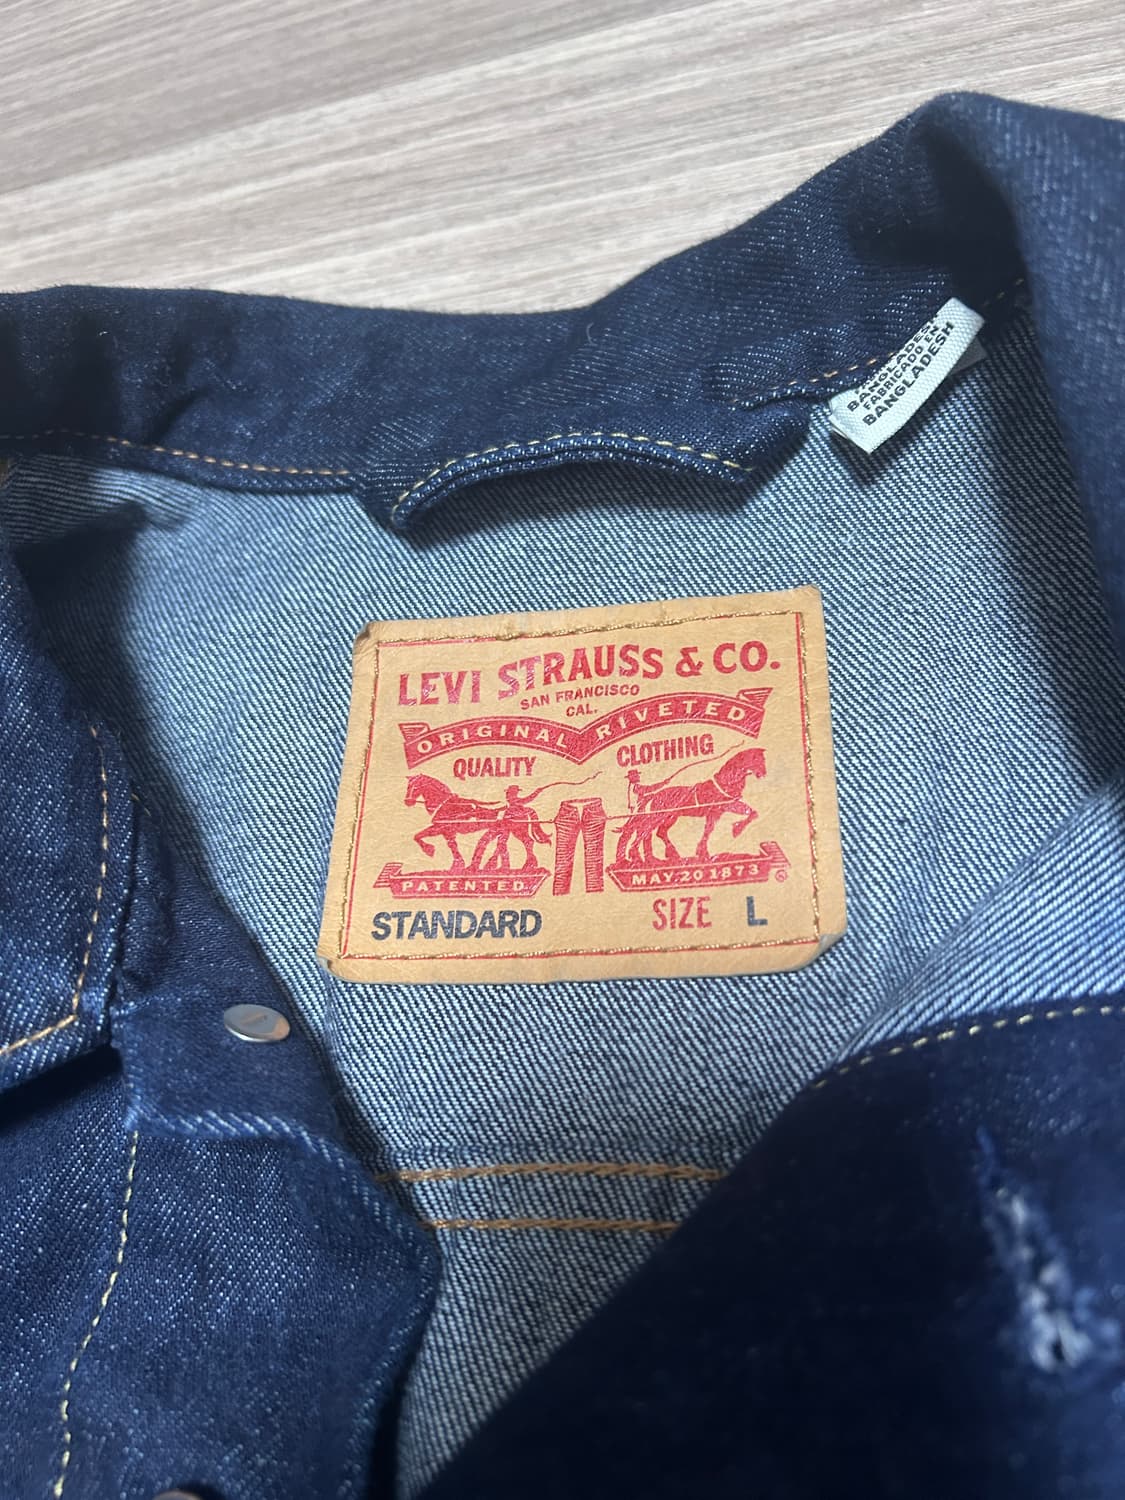 BANGLADESH
FABRICADO EN
BANGLADESH
LEVI STRAUSS & CO.
SAN FRANCISCO
CAL.
ORIGINAL RIVETED
QUALITY CLOTHING
PATENTED MAY 20 1873 ®
STANDARD SIZE L